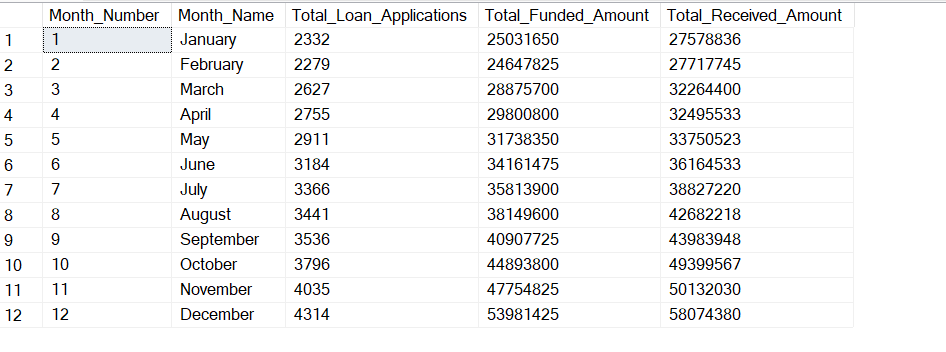 Month_Number Month_Name Total_Loan_Applications Total_Funded_Amount Total_Received_Amount
1 1 January 2332 25031650 27578836
2 2 February 2279 24647825 27717745
3 3 March 2627 28875700 32264400
4 4 April 2755 29800800 32495533
5 5 May 2911 31738350 33750523
6 6 June 3184 34161475 36164533
7 7 July 3366 35813900 38827220
8 8 August 3441 38149600 42682218
9 9 September 3536 40907725 43983948
10 10 October 3796 44893800 49399567
11 11 November 4035 47754825 50132030
12 12 December 4314 53981425 58074380